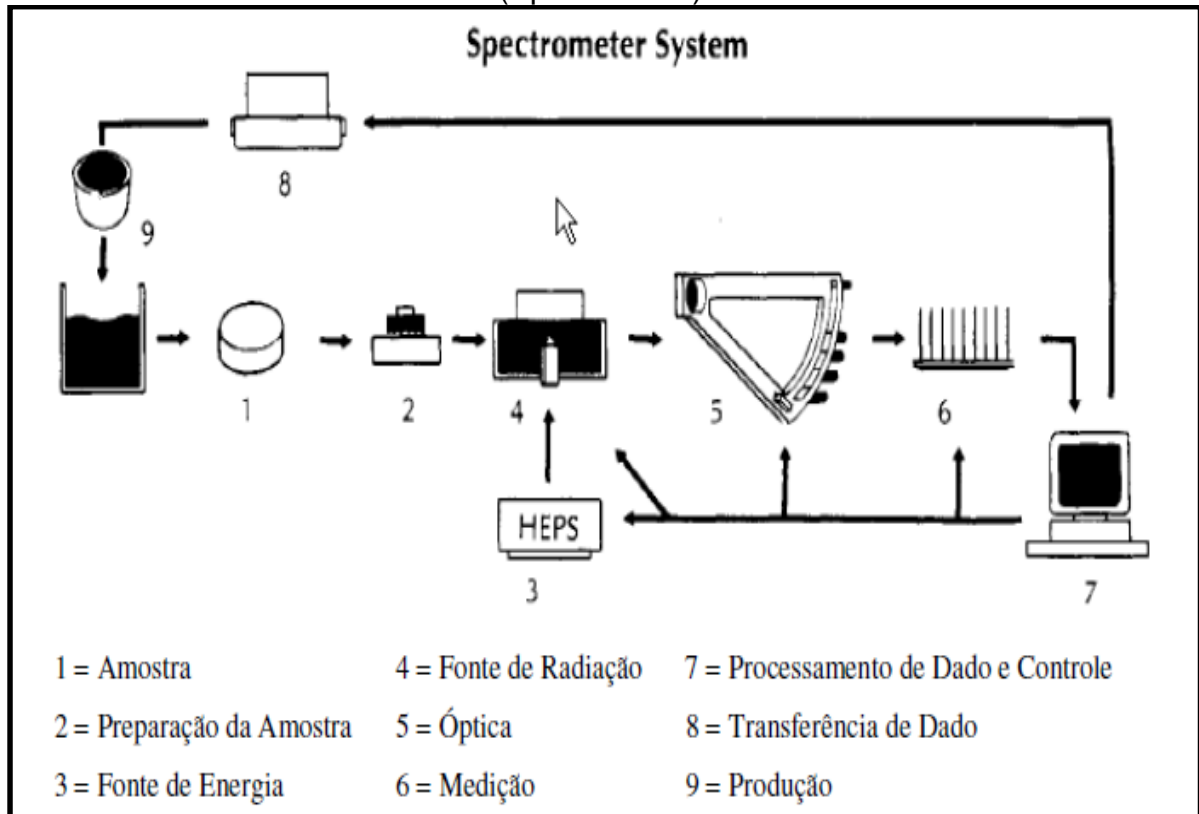 Spectrometer System
8
9
1
2
4
5
6
HEPS
3
7
1 = Amostra
4 = Fonte de Radiação
7 = Processamento de Dado e Controle
2 = Preparação da Amostra
5 = Óptica
8 = Transferência de Dado
3 = Fonte de Energia
6 = Medição
9 = Produção